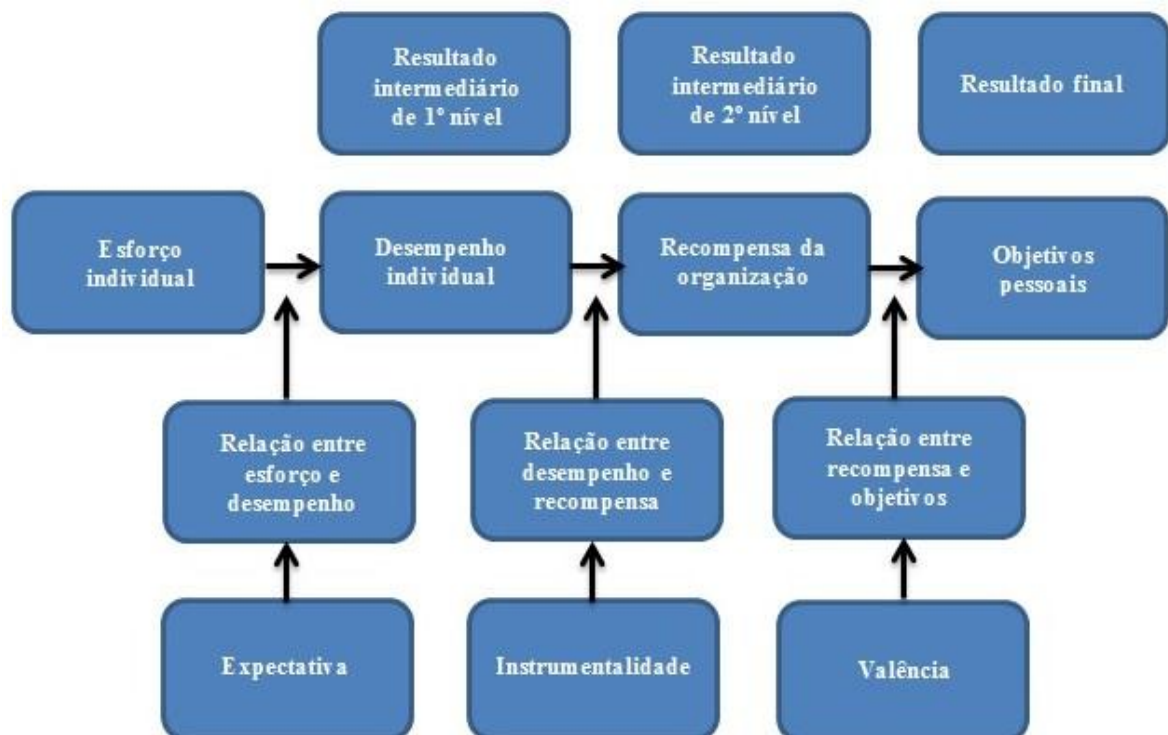 Resultado
intermediário
de 1º nível
Resultado
intermediário
de 2º nível
Resultado final
Esforço
individual
Desempenho
individual
Recompensa da
organização
Objetivos
pessoais
Relação entre
esforço e
desempenho
Relação entre
desempenho e
recompensa
Relação entre
recompensa e
objetivos
Expectativa
Instrumentalidade
Valência